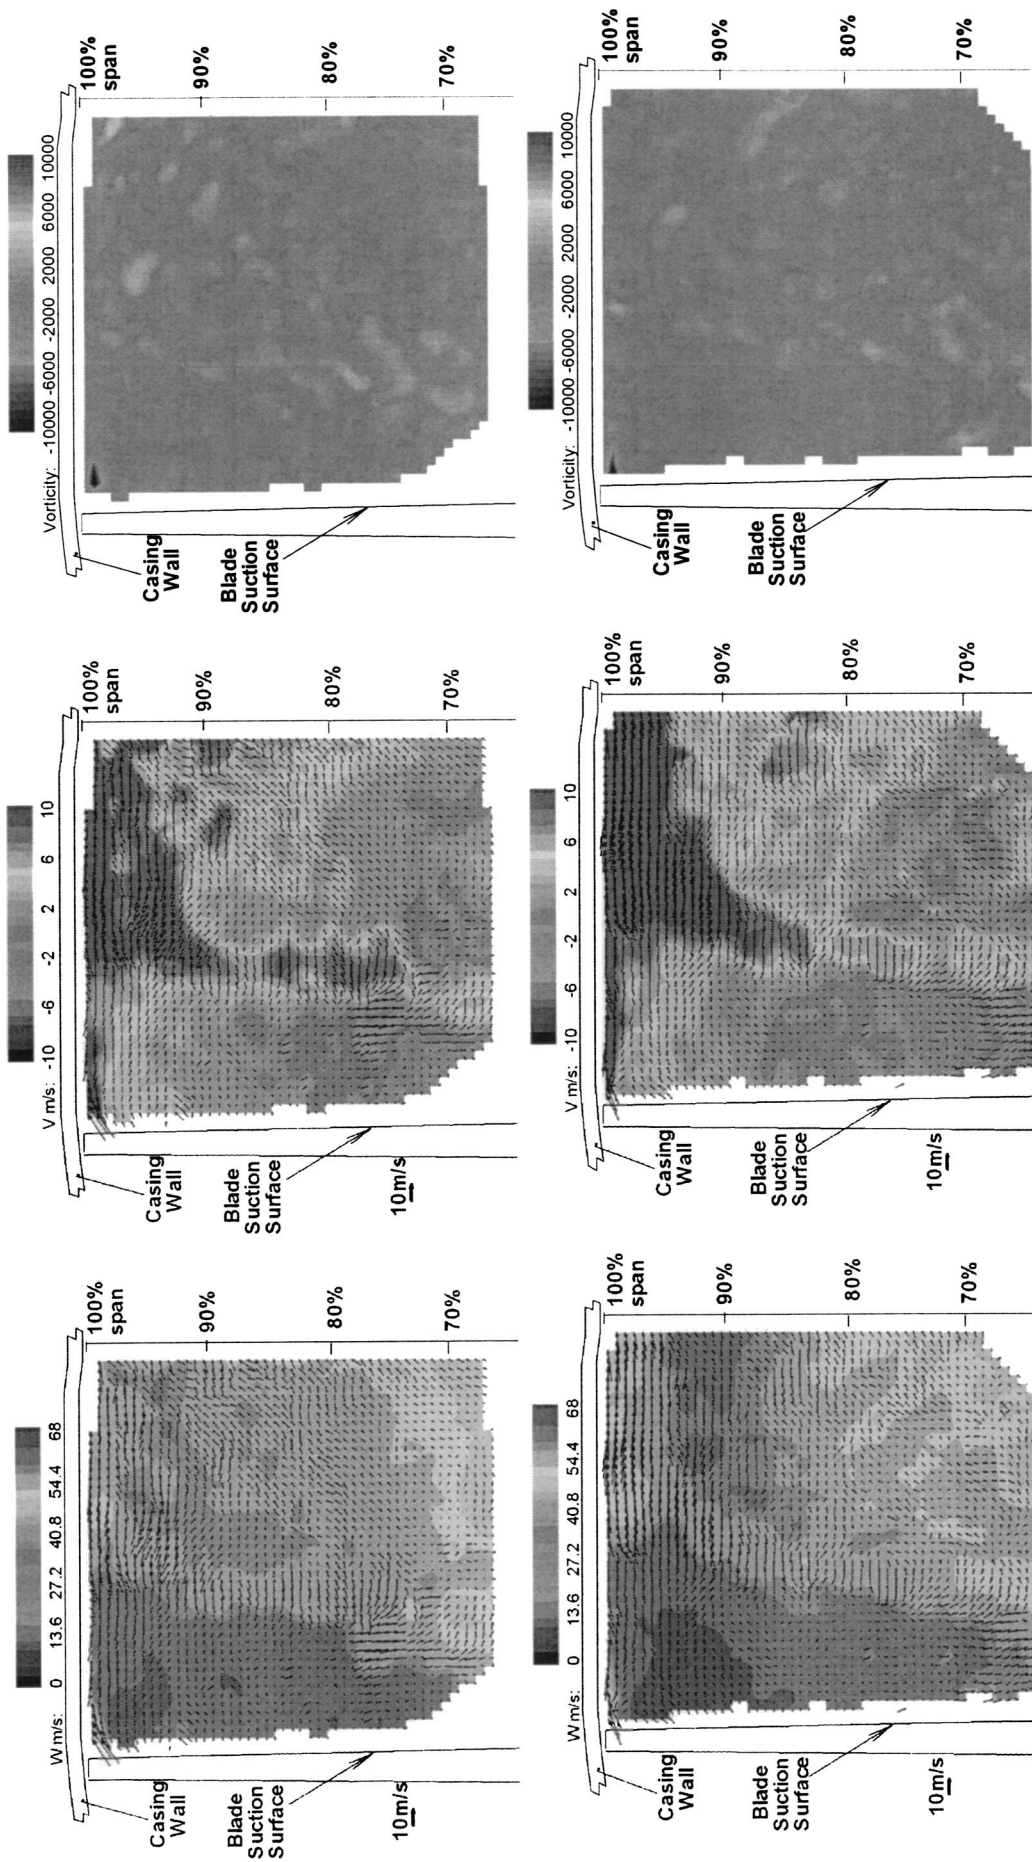 W m/s: 0 13.6 27.2 40.8 54.4 68
100%
span
90%
80%
70%
Casing
Wall
Blade
Suction
Surface
10m/s
V m/s: -10 -6 -2 2 6 10
100%
span
90%
80%
70%
Casing
Wall
Blade
Suction
Surface
10m/s
Vorticity: -10000 -6000 -2000 2000 6000 10000
100%
span
90%
80%
70%
Casing
Wall
Blade
Suction
Surface
W m/s: 0 13.6 27.2 40.8 54.4 68
100%
span
90%
80%
70%
Casing
Wall
Blade
Suction
Surface
10m/s
V m/s: -10 -6 -2 2 6 10
100%
span
90%
80%
70%
Casing
Wall
Blade
Suction
Surface
10m/s
Vorticity: -10000 -6000 -2000 2000 6000 10000
100%
span
90%
80%
70%
Casing
Wall
Blade
Suction
Surface